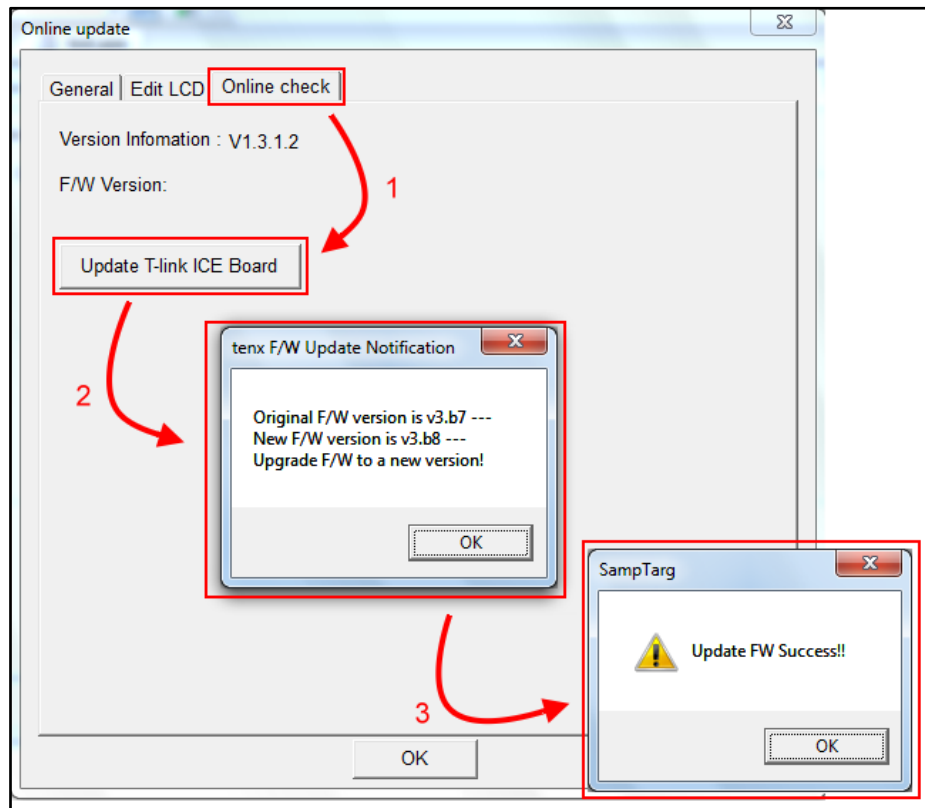 Online update
General
Edit LCD
Online check
Version Infomation : V1.3.1.2
F/W Version:
1
Update T-link ICE Board
2
tenx F/W Update Notification
Original F/W version is v3.b7 ---
New F/W version is v3.b8 ---
Upgrade F/W to a new version!
OK
SampTarg
Update FW Success!!
OK
3
OK